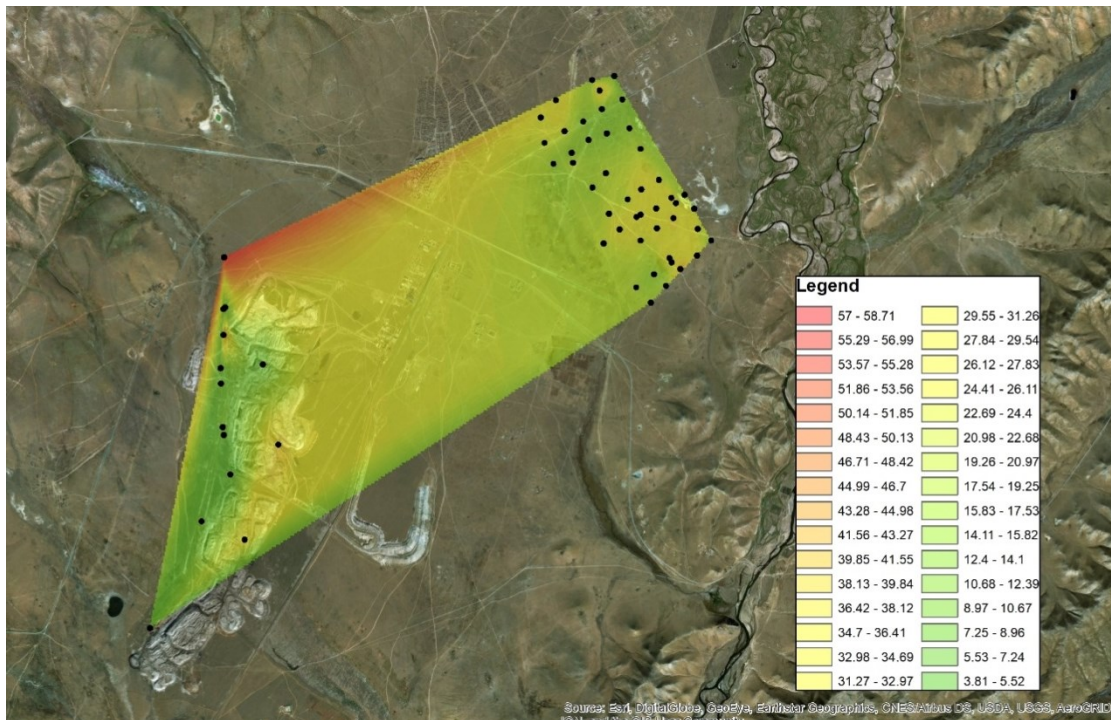 Legend
57 - 58.71
55.29 - 56.99
53.57 - 55.28
51.86 - 53.56
50.14 - 51.85
48.43 - 50.13
46.71 - 48.42
44.99 - 46.7
43.28 - 44.98
41.56 - 43.27
39.85 - 41.55
38.13 - 39.84
36.42 - 38.12
34.7 - 36.41
32.98 - 34.69
31.27 - 32.97
29.55 - 31.26
27.84 - 29.54
26.12 - 27.83
24.41 - 26.11
22.69 - 24.4
20.98 - 22.68
19.26 - 20.97
17.54 - 19.25
15.83 - 17.53
14.11 - 15.82
12.4 - 14.1
10.68 - 12.39
8.97 - 10.67
7.25 - 8.96
5.53 - 7.24
3.81 - 5.52
Source: Esri, DigitalGlobe, GeoEye, Earthstar Geographics, CNES/Airbus DS, USDA, USGS, AeroGRID